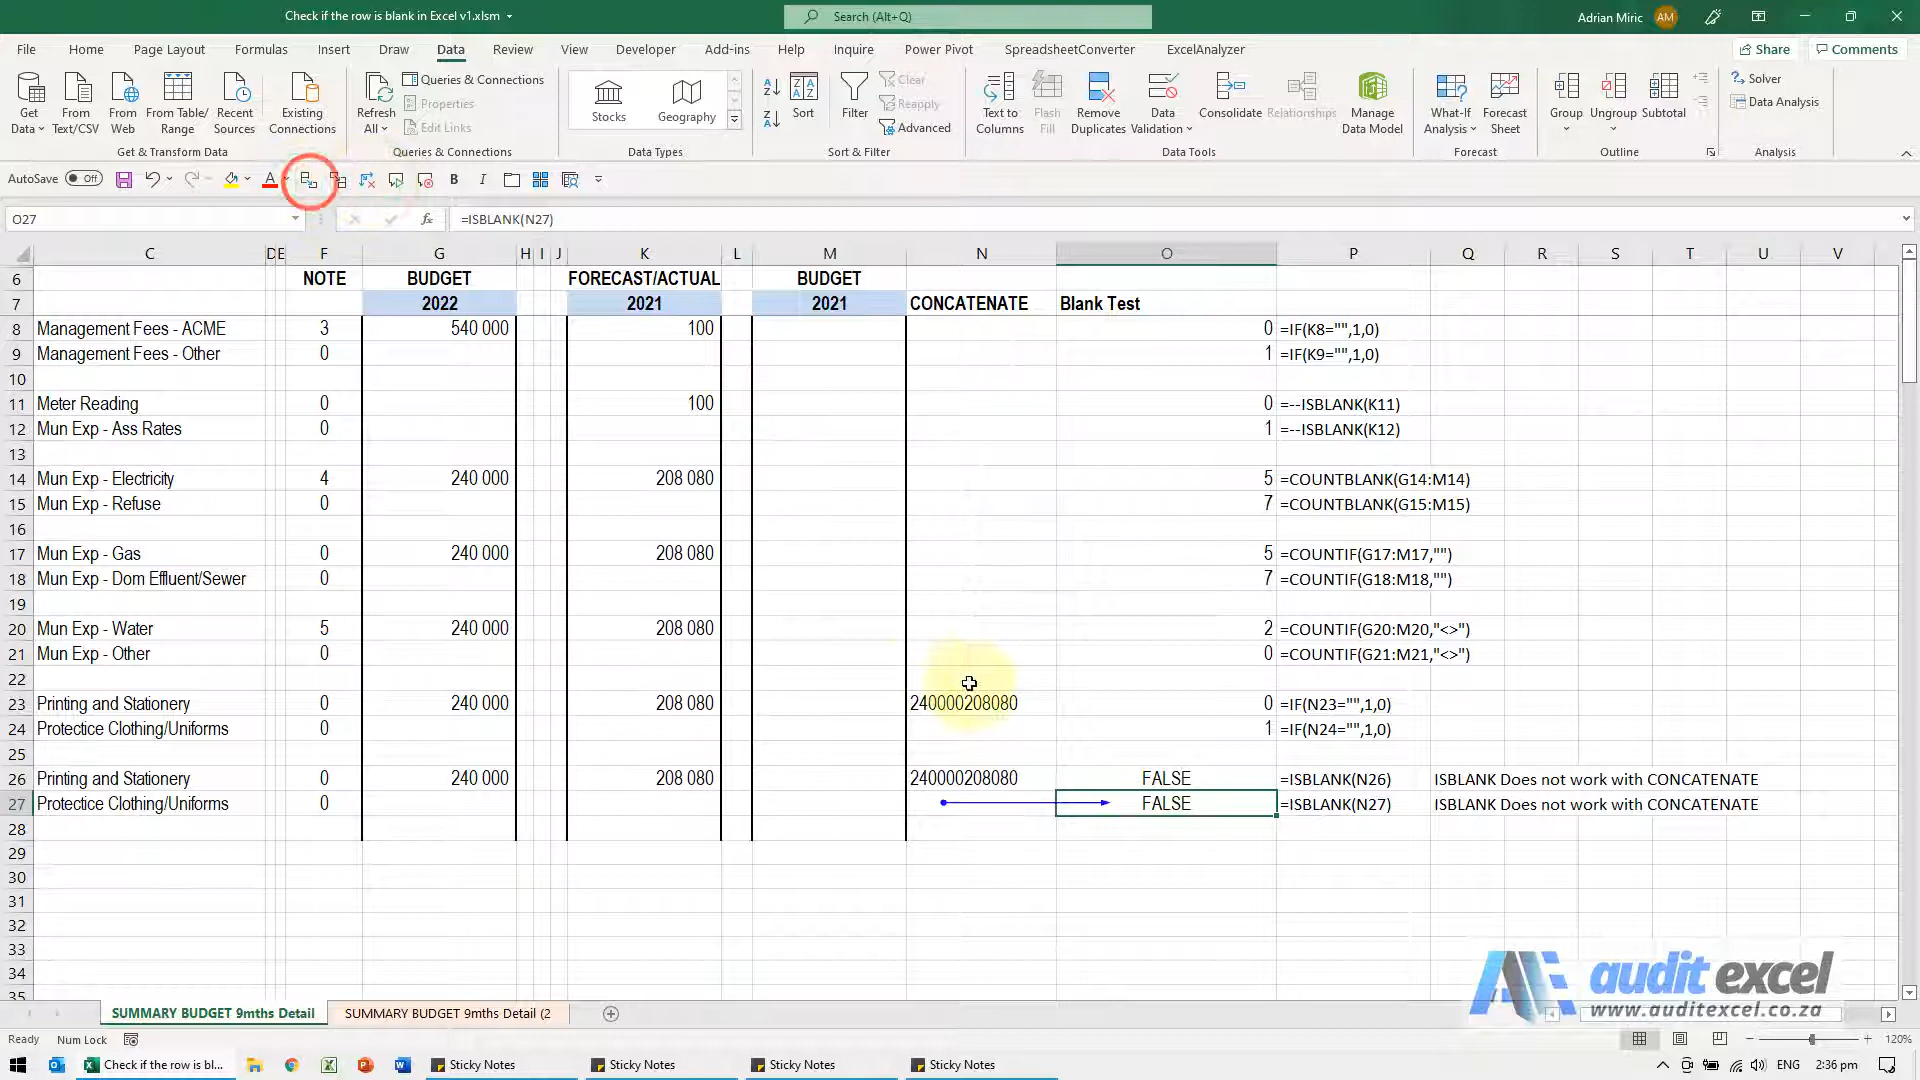 Check if the row is blank in Excel v1.xlsm
Search (Alt+Q)
Adrian Miric AM
File Home Page Layout Formulas Insert Draw Data Review View Developer Add-ins Help Inquire Power Pivot SpreadsheetConverter ExcelAnalyzer Share Comments
Get Data From Text/CSV From Web From Table/ Range Recent Sources Existing Connections
Get & Transform Data
Refresh All Queries & Connections Properties Edit Links
Queries & Connections
Stocks Geography
Data Types
Sort Filter Clear Reapply Advanced
Sort & Filter
Text to Columns Flash Fill Remove Duplicates Data Validation Consolidate Relationships Manage Data Model
Data Tools
What-If Analysis Forecast Sheet
Forecast
Group Ungroup Subtotal
Outline
Solver Data Analysis
Analysis
AutoSave Off A B I
O27 fx =ISBLANK(N27)
C D E F G H I J K L M N O P Q R S T U V
6 NOTE BUDGET FORECAST/ACTUAL BUDGET
7 2022 2021 2021 CONCATENATE Blank Test
8 Management Fees - ACME 3 540 000 100 0 =IF(K8="",1,0)
9 Management Fees - Other 0 1 =IF(K9="",1,0)
10
11 Meter Reading 0 100 0 =--ISBLANK(K11)
12 Mun Exp - Ass Rates 0 1 =--ISBLANK(K12)
13
14 Mun Exp - Electricity 4 240 000 208 080 5 =COUNTBLANK(G14:M14)
15 Mun Exp - Refuse 0 7 =COUNTBLANK(G15:M15)
16
17 Mun Exp - Gas 0 240 000 208 080 5 =COUNTIF(G17:M17,"")
18 Mun Exp - Dom Effluent/Sewer 0 7 =COUNTIF(G18:M18,"")
19
20 Mun Exp - Water 5 240 000 208 080 2 =COUNTIF(G20:M20,"<>")
21 Mun Exp - Other 0 0 =COUNTIF(G21:M21,"<>")
22
23 Printing and Stationery 0 240 000 208 080 240000208080 0 =IF(N23="",1,0)
24 Protectice Clothing/Uniforms 0 1 =IF(N24="",1,0)
25
26 Printing and Stationery 0 240 000 208 080 240000208080 FALSE =ISBLANK(N26) ISBLANK Does not work with CONCATENATE
27 Protectice Clothing/Uniforms 0 FALSE =ISBLANK(N27) ISBLANK Does not work with CONCATENATE
28
29
30
31
32
33
34
35
audit excel
www.auditexcel.co.za
SUMMARY BUDGET 9mths Detail SUMMARY BUDGET 9mths Detail (2
Ready Num Lock 120%
Check if the row is bl... Sticky Notes Sticky Notes Sticky Notes Sticky Notes ENG 2:36 pm